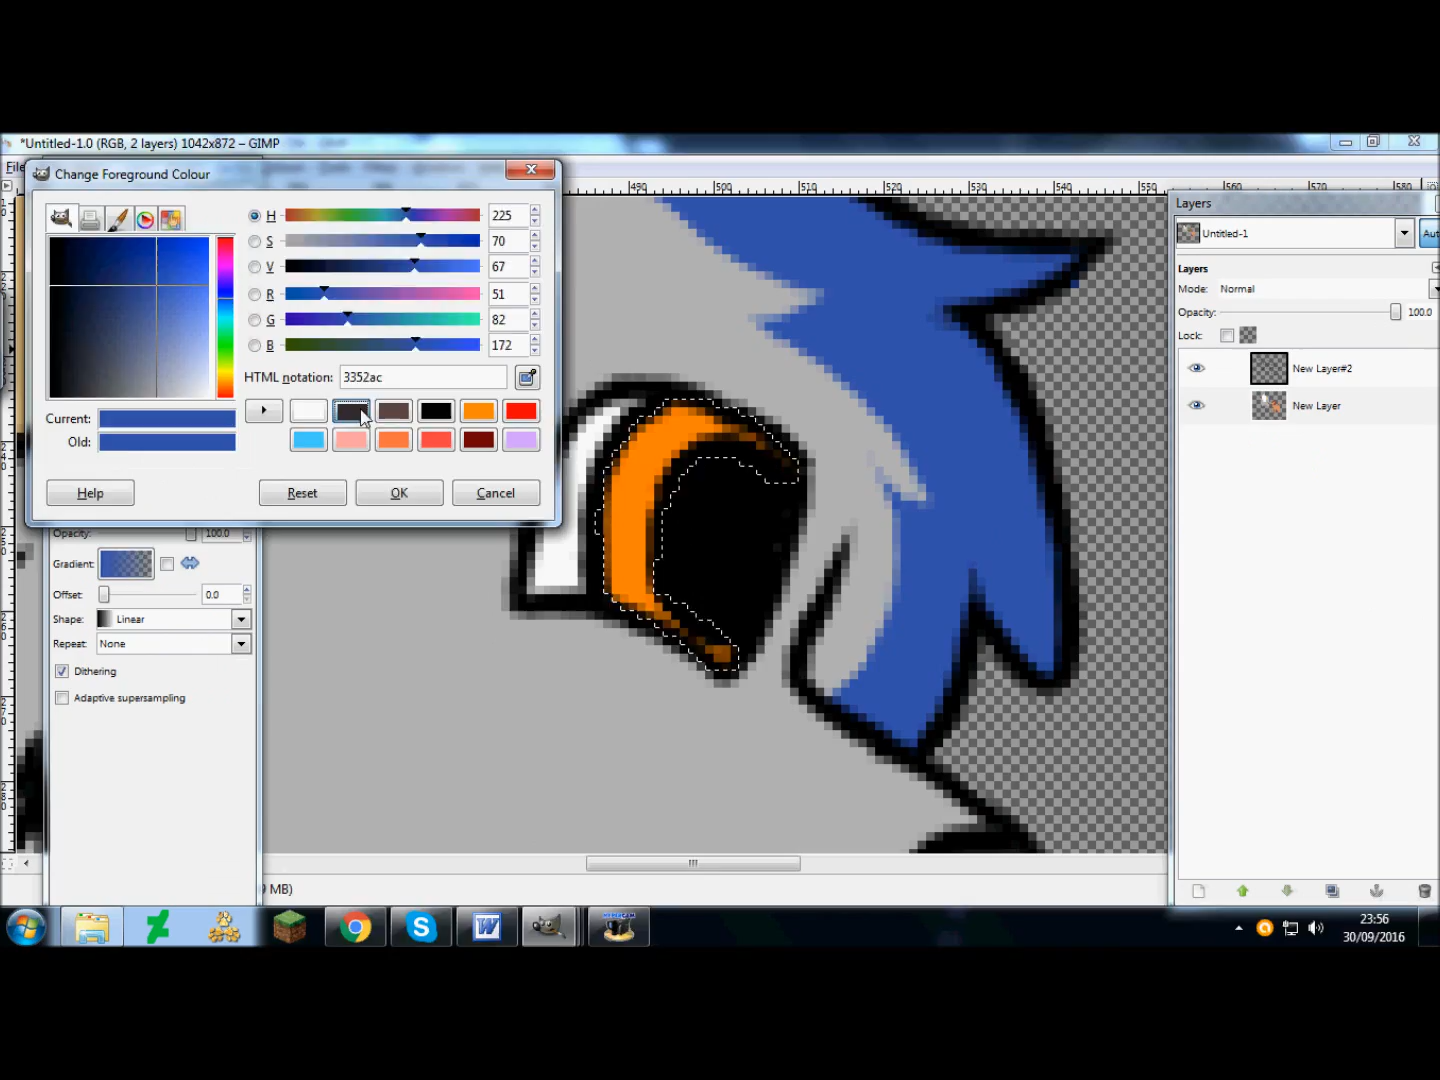 *Untitled-1.0 (RGB, 2 layers) 1042x872 – GIMP
File
Change Foreground Colour
H 225
S 70
V 67
R 51
G 82
B 172
HTML notation: 3352ac
Current:
Old:
Help Reset OK Cancel
490 500 510 520 530 540 550 560 570 580 590
Layers
Untitled-1
Layers
Mode: Normal
Opacity: 100.0
Lock:
New Layer#2
New Layer
Opacity: 100.0
Gradient:
Offset: 0.0
Shape: Linear
Repeat: None
Dithering
Adaptive supersampling
MB)
23:56
30/09/2016